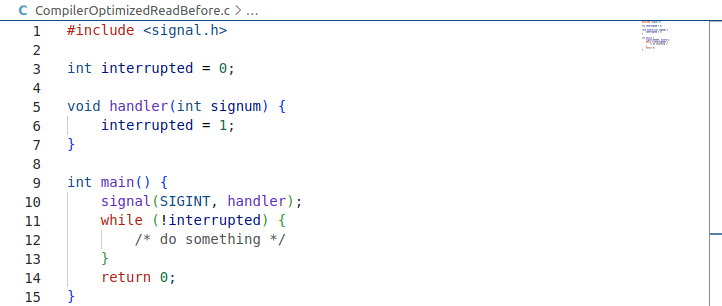 C CompilerOptimizedReadBefore.c > ...
1 #include <signal.h>
2
3 int interrupted = 0;
4
5 void handler(int signum) {
6     interrupted = 1;
7 }
8
9 int main() {
10     signal(SIGINT, handler);
11     while (!interrupted) {
12         /* do something */
13     }
14     return 0;
15 }